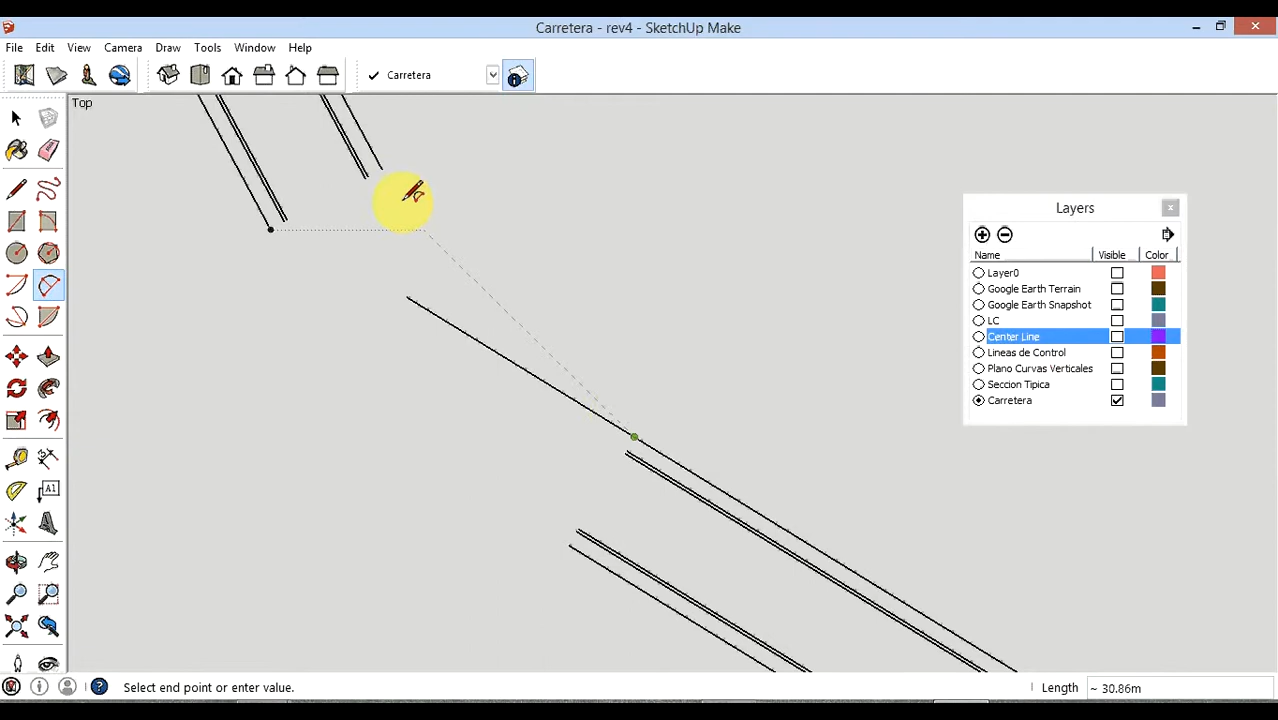 Carretera - rev4 - SketchUp Make
File Edit View Camera Draw Tools Window Help
Carretera
Top
Layers
Name Visible Color
Layer0
Google Earth Terrain
Google Earth Snapshot
LC
Center Line
Lineas de Control
Plano Curvas Verticales
Seccion Tipica
Carretera
A1
Select end point or enter value.
Length ~ 30.86m